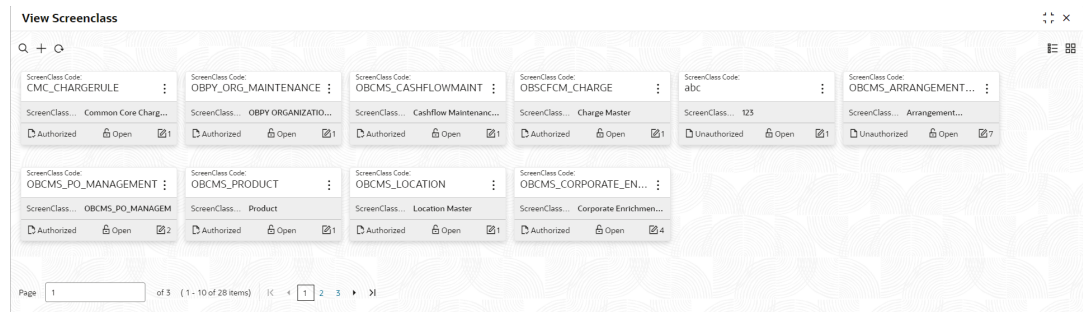 View Screenclass
ScreenClass Code:
CMC_CHARGERULE
ScreenClass... Common Core Charg...
Authorized Open 1
ScreenClass Code:
OBPY_ORG_MAINTENANCE
ScreenClass... OBPY ORGANIZATIO...
Authorized Open 1
ScreenClass Code:
OBCMS_CASHFLOWMAINT
ScreenClass... Cashflow Maintenanc...
Authorized Open 1
ScreenClass Code:
OBSCFCM_CHARGE
ScreenClass... Charge Master
Authorized Open 1
ScreenClass Code:
abc
ScreenClass... 123
Unauthorized Open 1
ScreenClass Code:
OBCMS_ARRANGEMENT...
ScreenClass... Arrangement...
Unauthorized Open 7
ScreenClass Code:
OBCMS_PO_MANAGEMENT
ScreenClass... OBCMS_PO_MANAGEM
Authorized Open 2
ScreenClass Code:
OBCMS_PRODUCT
ScreenClass... Product
Authorized Open 1
ScreenClass Code:
OBCMS_LOCATION
ScreenClass... Location Master
Authorized Open 1
ScreenClass Code:
OBCMS_CORPORATE_EN...
ScreenClass... Corporate Enrichmen...
Authorized Open 4
Page 1 of 3 (1 - 10 of 28 items) 1 2 3